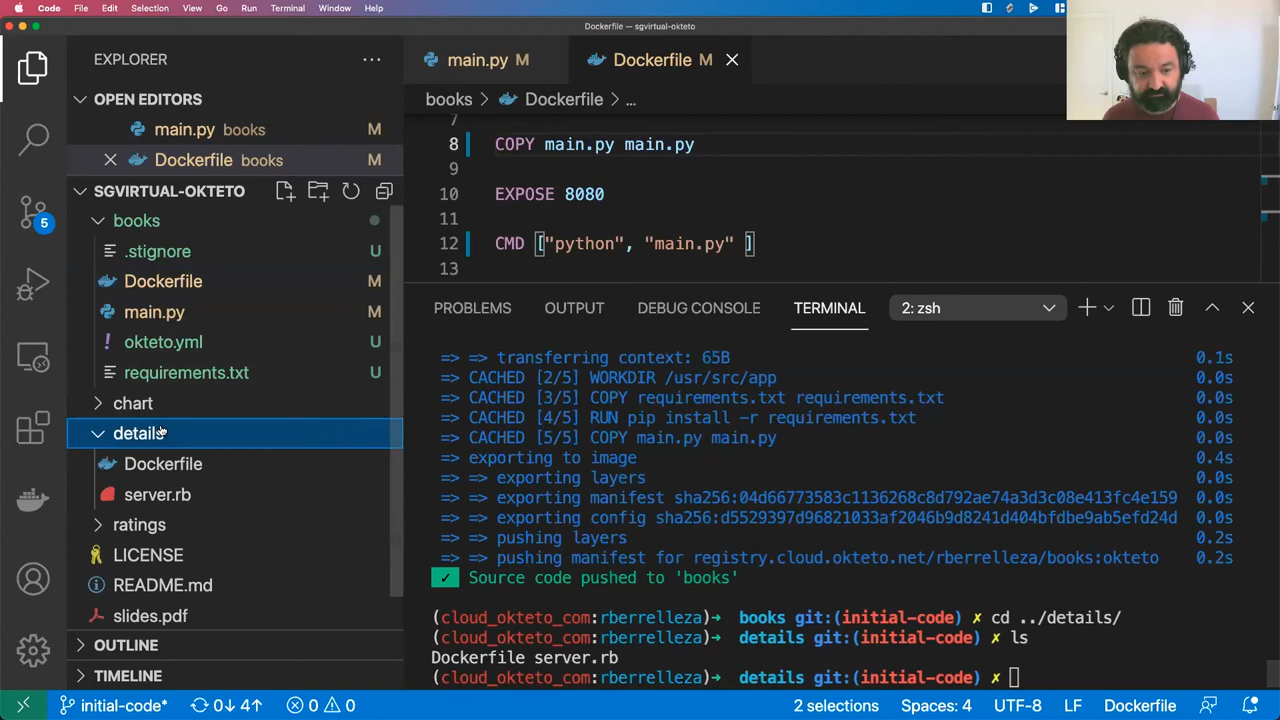 Code File Edit Selection View Go Run Terminal Window Help
Dockerfile — sgvirtual-okteto
EXPLORER ...
OPEN EDITORS
main.py books M
Dockerfile books M
SGVIRTUAL-OKTETO
books
.stignore U
Dockerfile M
main.py M
! okteto.yml U
requirements.txt U
chart
details
Dockerfile
server.rb
ratings
LICENSE
README.md
slides.pdf
OUTLINE
TIMELINE
5
main.py M
Dockerfile M
books > Dockerfile > ...
7
8 COPY main.py main.py
9
10 EXPOSE 8080
11
12 CMD ["python", "main.py" ]
13
PROBLEMS OUTPUT DEBUG CONSOLE TERMINAL 2: zsh
=> => transferring context: 65B 0.1s
=> CACHED [2/5] WORKDIR /usr/src/app 0.0s
=> CACHED [3/5] COPY requirements.txt requirements.txt 0.0s
=> CACHED [4/5] RUN pip install -r requirements.txt 0.0s
=> CACHED [5/5] COPY main.py main.py 0.0s
=> exporting to image 0.4s
=> => exporting layers 0.0s
=> => exporting manifest sha256:04d66773583c1136268c8d792ae74a3d3c08e413fc4e159 0.0s
=> => exporting config sha256:d5529397d96821033af2046b9d8241d404bfdbe9ab5efd24d 0.0s
=> => pushing layers 0.2s
=> => pushing manifest for registry.cloud.okteto.net/rberrelleza/books:okteto 0.2s
✓ Source code pushed to 'books'
(cloud_okteto_com:rberrelleza)➜ books git:(initial-code) ✗ cd ../details/
(cloud_okteto_com:rberrelleza)➜ details git:(initial-code) ✗ ls
Dockerfile server.rb
(cloud_okteto_com:rberrelleza)➜ details git:(initial-code) ✗
initial-code* 0↓ 4↑ 0 0 2 selections Spaces: 4 UTF-8 LF Dockerfile